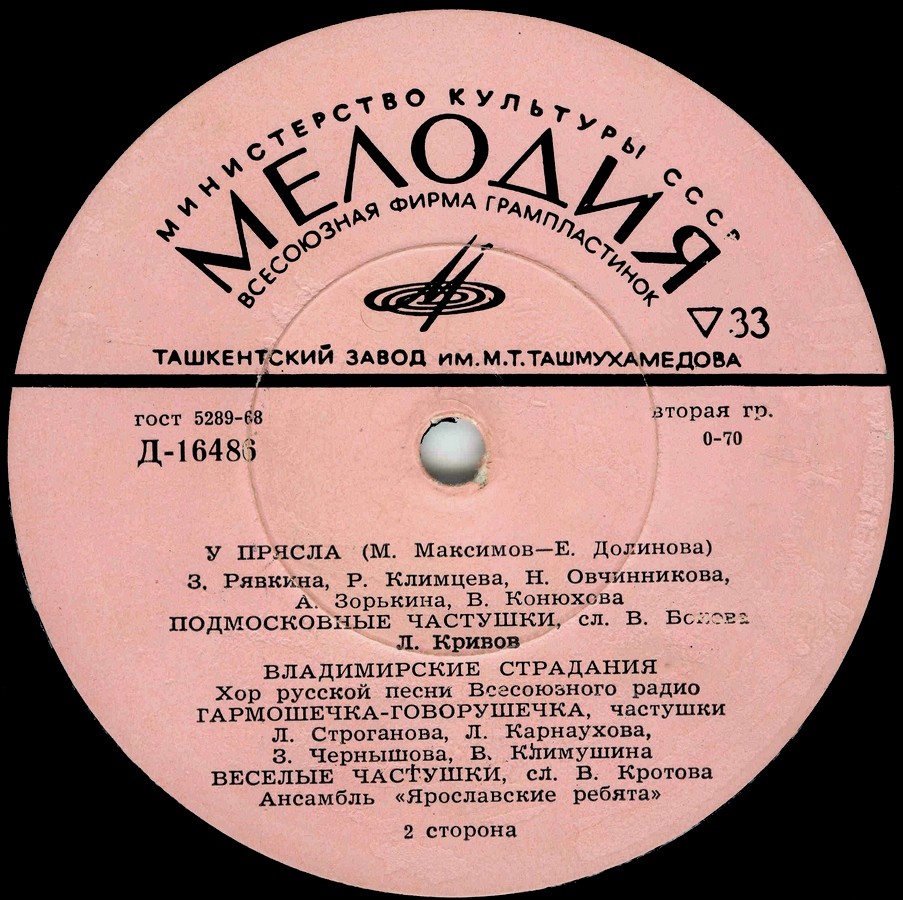 МИНИСТЕРСТВО КУЛЬТУРЫ СССР
МЕЛОДИЯ
ВСЕСОЮЗНАЯ ФИРМА ГРАМПЛАСТИНОК
▽33
ТАШКЕНТСКИЙ ЗАВОД ИМ. М.Т. ТАШМУХАМЕДОВА
гост 5289-68
вторая гр.
Д-16486
0-70
У ПРЯСЛА (М. Максимов—Е. Долинова)
З. Рявкина, Р. Климцева, Н. Овчинникова,
А. Зорькина, В. Конюхова
ПОДМОСКОВНЫЕ ЧАСТУШКИ, сл. В. Бокова
Л. Кривов
ВЛАДИМИРСКИЕ СТРАДАНИЯ
Хор русской песни Всесоюзного радио
ГАРМОШЕЧКА-ГОВОРУШЕЧКА, частушки
Л. Строганова, Л. Карнаухова,
З. Чернышова, В. Климушина
ВЕСЕЛЫЕ ЧАСТУШКИ, сл. В. Кротова
Ансамбль «Ярославские ребята»
2 сторона